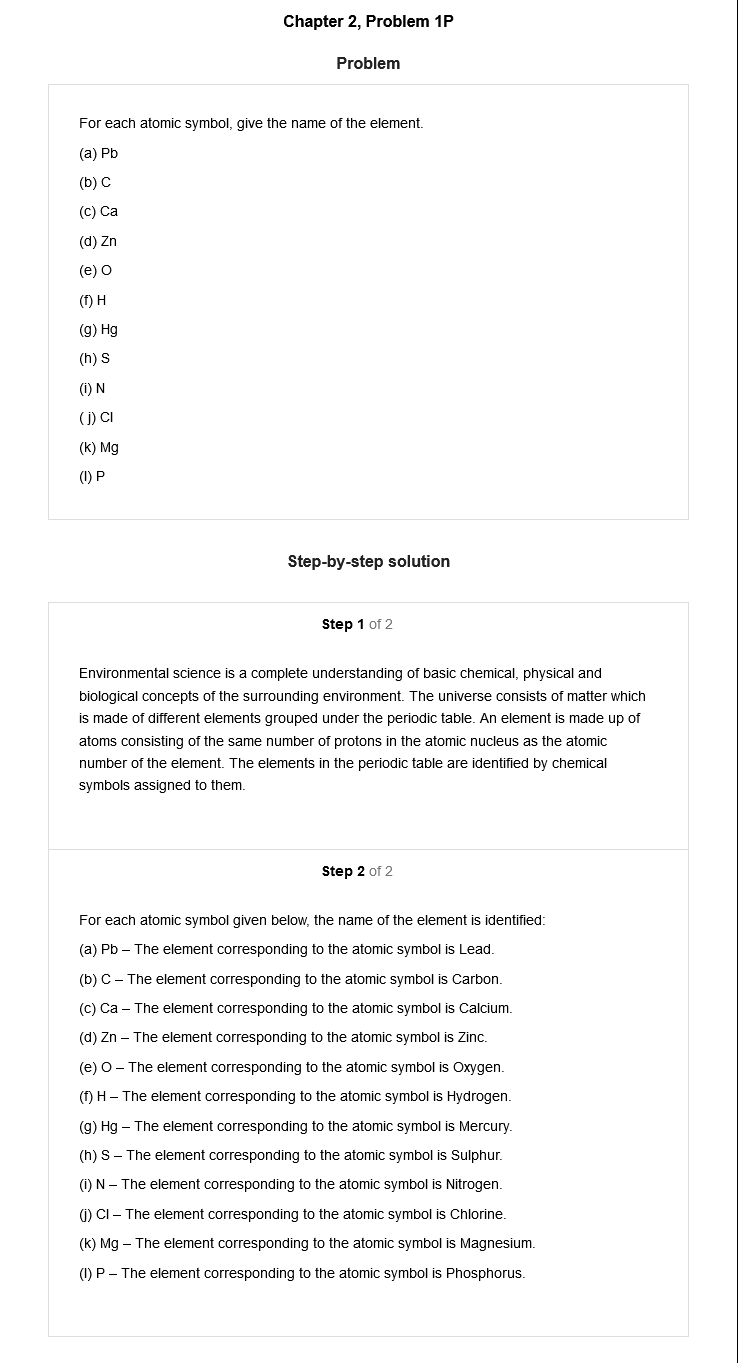 Chapter 2, Problem 1P
Problem
For each atomic symbol, give the name of the element.
(a) Pb
(b) C
(c) Ca
(d) Zn
(e) O
(f) H
(g) Hg
(h) S
(i) N
( j) Cl
(k) Mg
(l) P
Step-by-step solution
Step 1 of 2
Environmental science is a complete understanding of basic chemical, physical and
biological concepts of the surrounding environment. The universe consists of matter which
is made of different elements grouped under the periodic table. An element is made up of
atoms consisting of the same number of protons in the atomic nucleus as the atomic
number of the element. The elements in the periodic table are identified by chemical
symbols assigned to them.
Step 2 of 2
For each atomic symbol given below, the name of the element is identified:
(a) Pb – The element corresponding to the atomic symbol is Lead.
(b) C – The element corresponding to the atomic symbol is Carbon.
(c) Ca – The element corresponding to the atomic symbol is Calcium.
(d) Zn – The element corresponding to the atomic symbol is Zinc.
(e) O – The element corresponding to the atomic symbol is Oxygen.
(f) H – The element corresponding to the atomic symbol is Hydrogen.
(g) Hg – The element corresponding to the atomic symbol is Mercury.
(h) S – The element corresponding to the atomic symbol is Sulphur.
(i) N – The element corresponding to the atomic symbol is Nitrogen.
(j) Cl – The element corresponding to the atomic symbol is Chlorine.
(k) Mg – The element corresponding to the atomic symbol is Magnesium.
(l) P – The element corresponding to the atomic symbol is Phosphorus.